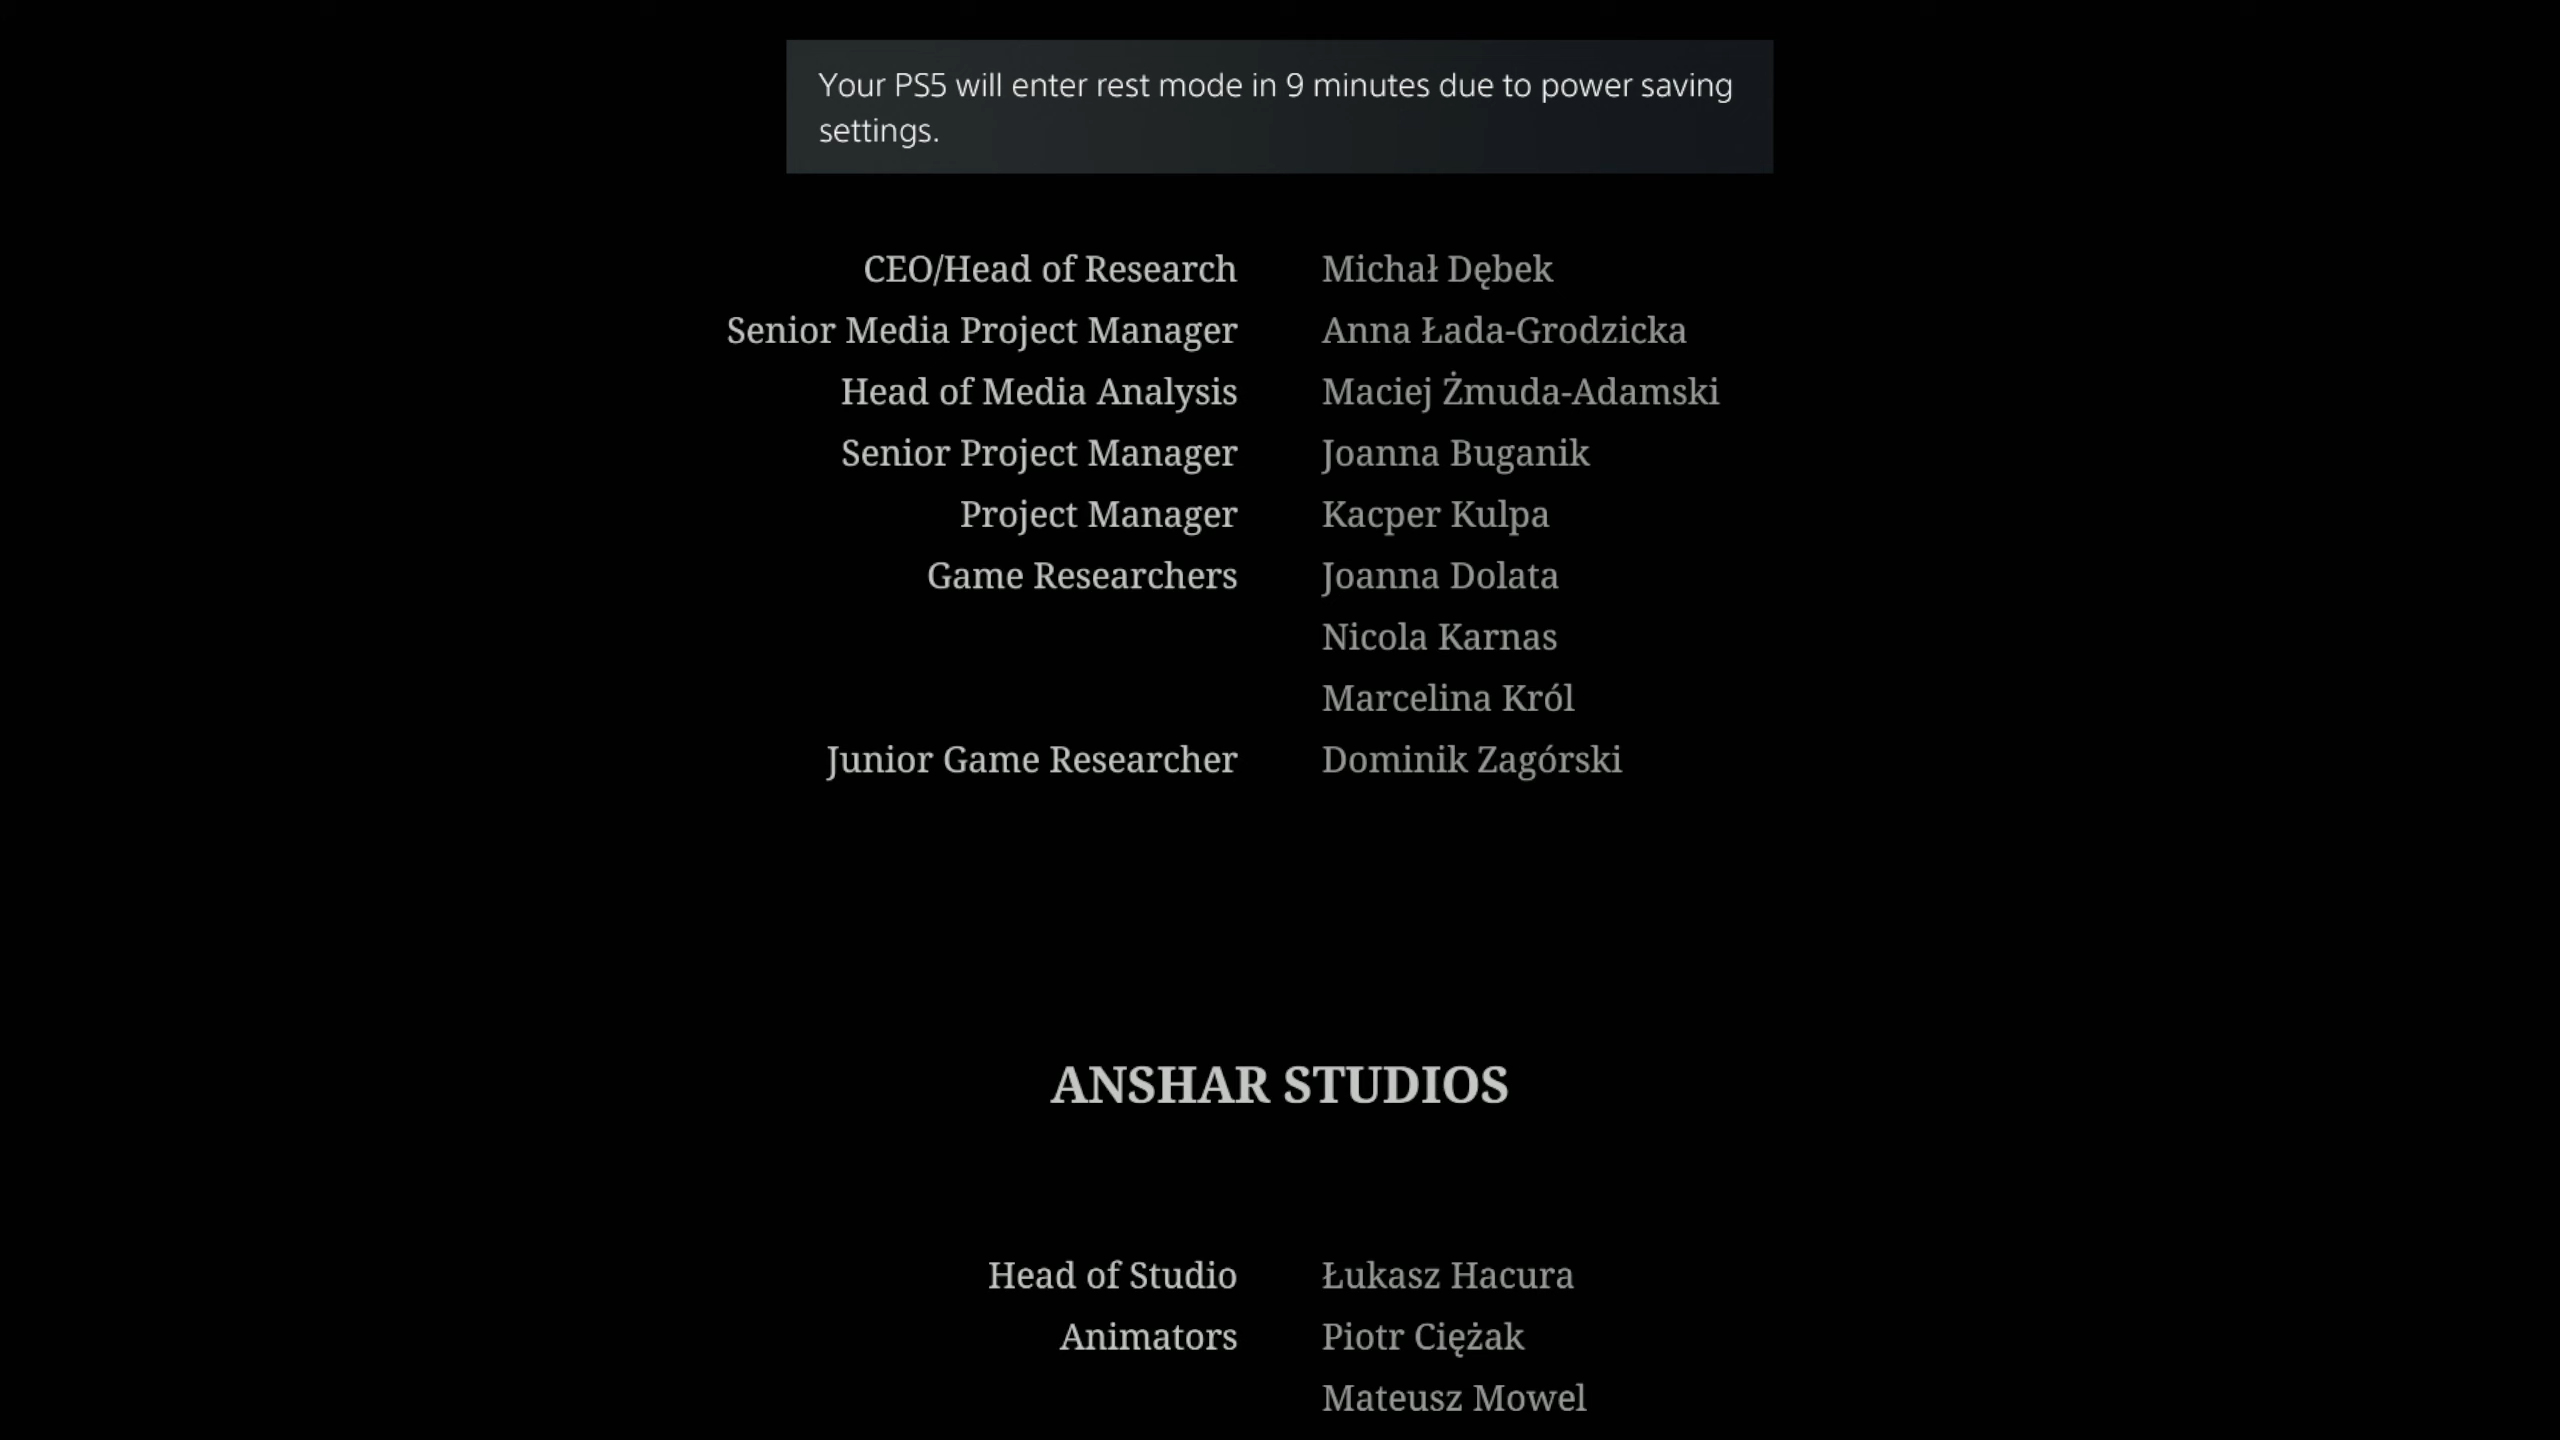 Your PS5 will enter rest mode in 9 minutes due to power saving
settings.
CEO/Head of Research Michał Dębek
Senior Media Project Manager Anna Łada-Grodzicka
Head of Media Analysis Maciej Żmuda-Adamski
Senior Project Manager Joanna Buganik
Project Manager Kacper Kulpa
Game Researchers Joanna Dolata
Nicola Karnas
Marcelina Król
Junior Game Researcher Dominik Zagórski
ANSHAR STUDIOS
Head of Studio Łukasz Hacura
Animators Piotr Ciężak
Mateusz Mowel